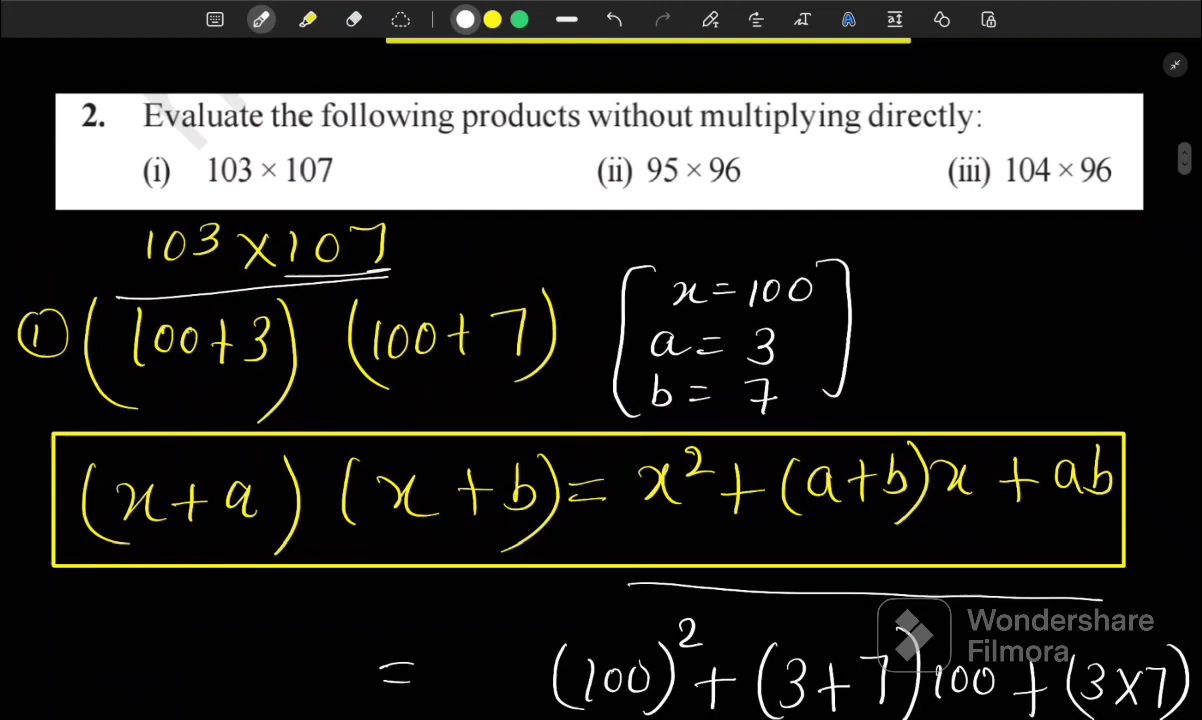 2. Evaluate the following products without multiplying directly:
(i) 103 × 107 (ii) 95 × 96 (iii) 104 × 96
103 × 107
① (100+3) (100+7)
x = 100
a = 3
b = 7
(x+a) (x+b) = x² + (a+b)x + ab
= (100)² + (3+7)100 + (3×7)
Wondershare
Filmora